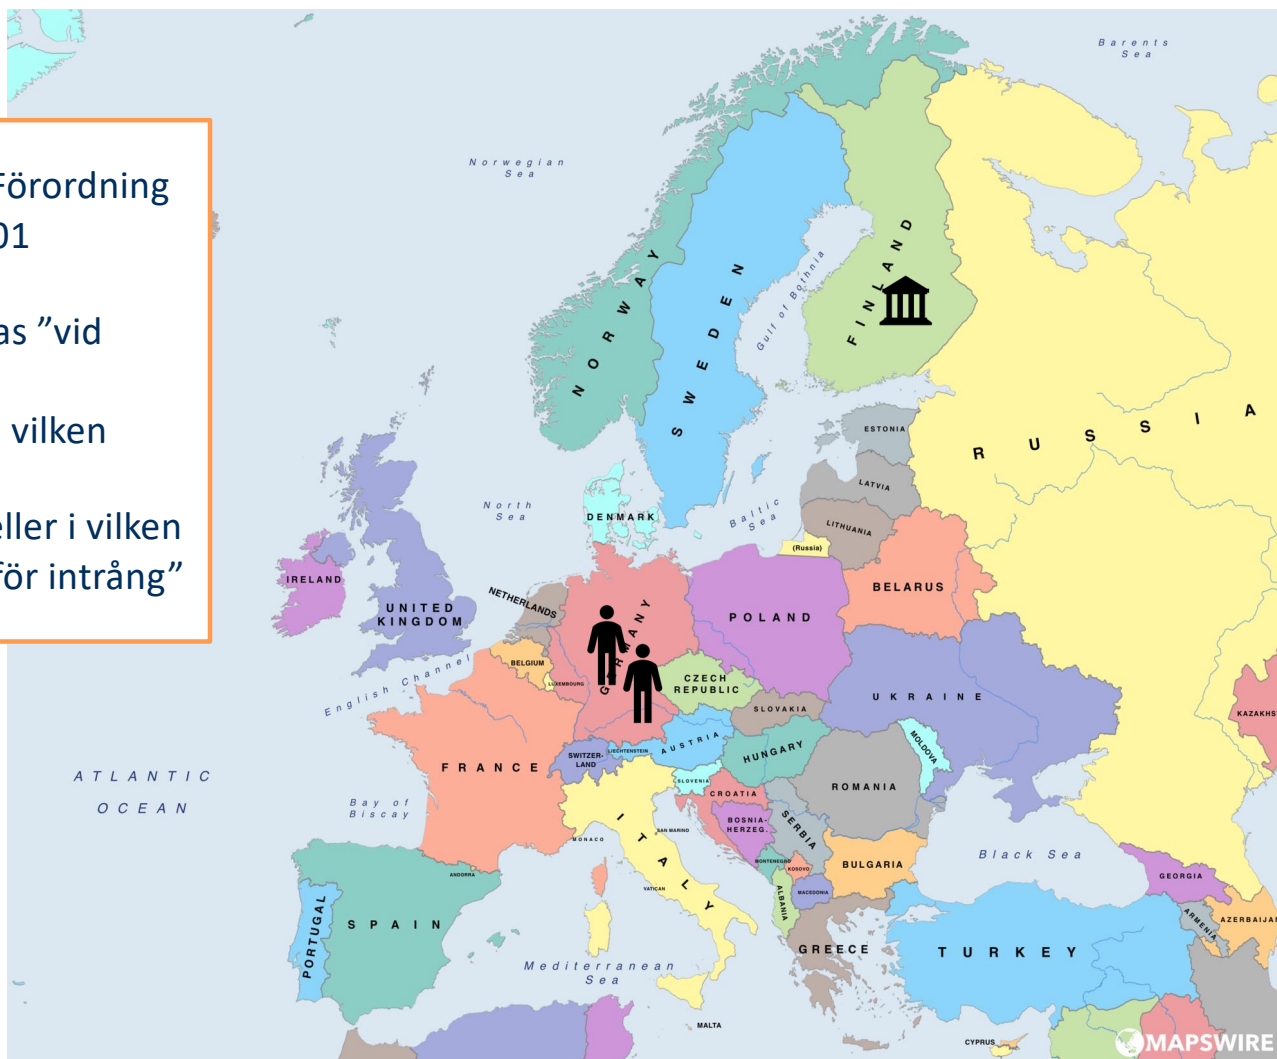 Förordning
01
as ”vid
vilken
eller i vilken
för intrång”
Barents
Sea
Norwegian
Sea
NORWAY
SWEDEN
FINLAND
Gulf of Bothnia
RUSSIA
ESTONIA
LATVIA
LITHUANIA
(Russia)
Baltic
Sea
North
Sea
DENMARK
IRELAND
UNITED
KINGDOM
NETHERLANDS
BELGIUM
LUXEMBOURG
GERMANY
POLAND
BELARUS
English Channel
CZECH
REPUBLIC
SLOVAKIA
UKRAINE
KAZAKHST
MOLDOVA
ATLANTIC
OCEAN
Bay of
Biscay
FRANCE
SWITZER-
LAND
LIECHTENSTEIN
AUSTRIA
HUNGARY
SLOVENIA
CROATIA
ROMANIA
BOSNIA-
HERZEG.
SERBIA
MONACO
SAN MARINO
ITALY
VATICAN
MONTENEGRO
KOSOVO
BULGARIA
MACEDONIA
ALBANIA
Black Sea
GEORGIA
ARMENIA
AZERBAIJAN
ANDORRA
PORTUGAL
SPAIN
Mediterranean
Sea
GREECE
TURKEY
MALTA
CYPRUS
MAPSWIRE